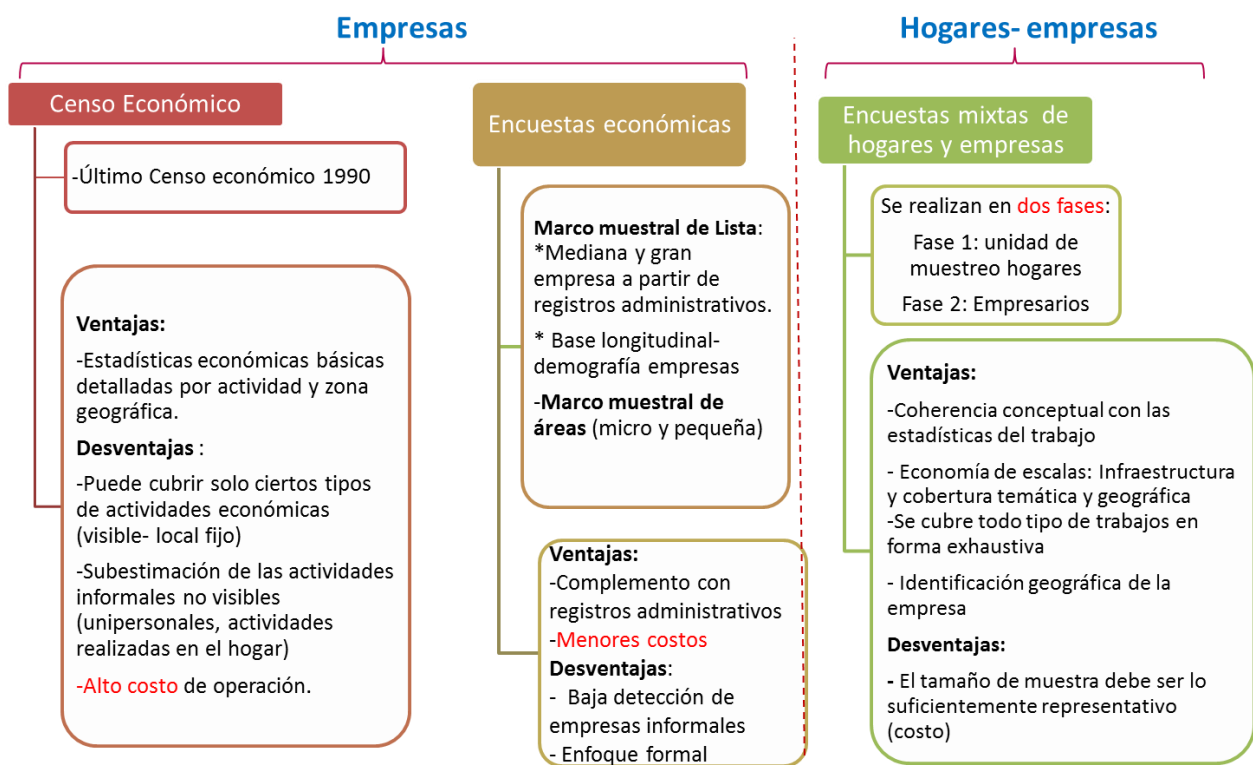 Empresas
Censo Económico
-Último Censo económico 1990
Ventajas:
-Estadísticas económicas básicas
detalladas por actividad y zona
geográfica.
Desventajas :
-Puede cubrir solo ciertos tipos
de actividades económicas
(visible- local fijo)
-Subestimación de las actividades
informales no visibles
(unipersonales, actividades
realizadas en el hogar)
-Alto costo de operación.
Encuestas económicas
Marco muestral de Lista:
*Mediana y gran
empresa a partir de
registros administrativos.
* Base longitudinal-
demografía empresas
-Marco muestral de
áreas (micro y pequeña)
Ventajas:
-Complemento con
registros administrativos
-Menores costos
Desventajas:
- Baja detección de
empresas informales
- Enfoque formal
Hogares- empresas
Encuestas mixtas de
hogares y empresas
Se realizan en dos fases:
Fase 1: unidad de
muestreo hogares
Fase 2: Empresarios
Ventajas:
-Coherencia conceptual con las
estadísticas del trabajo
- Economía de escalas: Infraestructura
y cobertura temática y geográfica
-Se cubre todo tipo de trabajos en
forma exhaustiva
- Identificación geográfica de la
empresa
Desventajas:
- El tamaño de muestra debe ser lo
suficientemente representativo
(costo)